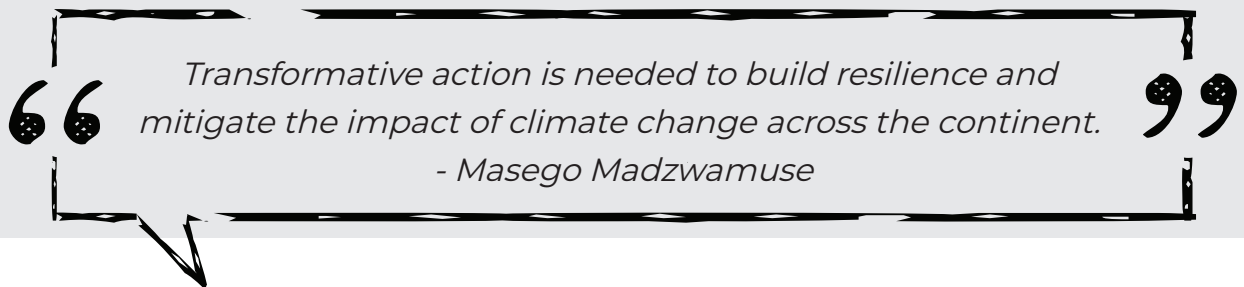 “ Transformative action is needed to build resilience and
mitigate the impact of climate change across the continent. ”
- Masego Madzwamuse